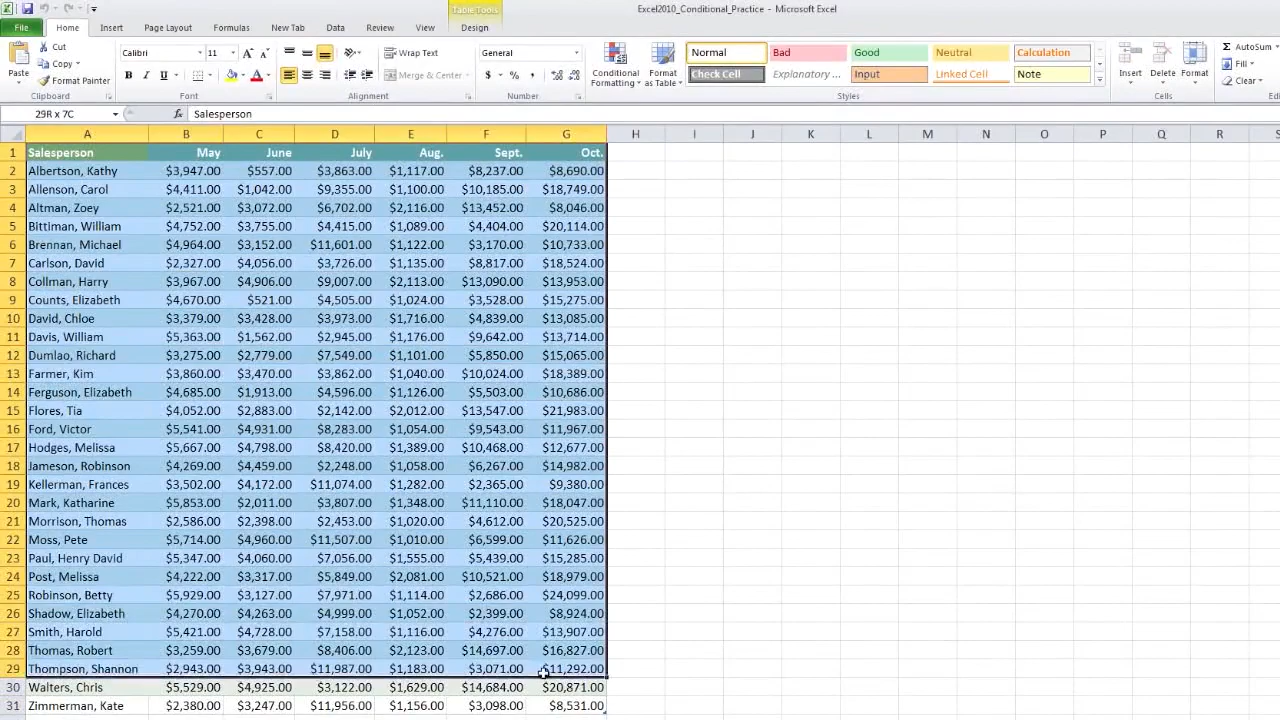 Table Tools
Excel2010_Conditional_Practice - Microsoft Excel
File Home Insert Page Layout Formulas New Tab Data Review View Design
Cut
Copy
Format Painter
Paste
Clipboard
Calibri 11
B I U
Font
Wrap Text
Merge & Center
Alignment
General
$ % ,
Number
Conditional Formatting
Format as Table
Normal Bad Good Neutral Calculation
Check Cell Explanatory ... Input Linked Cell Note
Styles
Insert Delete Format
Cells
AutoSum
Fill
Clear
29R x 7C fx Salesperson
A B C D E F G H I J K L M N O P Q R S
1 Salesperson May June July Aug. Sept. Oct.
2 Albertson, Kathy $3,947.00 $557.00 $3,863.00 $1,117.00 $8,237.00 $8,690.00
3 Allenson, Carol $4,411.00 $1,042.00 $9,355.00 $1,100.00 $10,185.00 $18,749.00
4 Altman, Zoey $2,521.00 $3,072.00 $6,702.00 $2,116.00 $13,452.00 $8,046.00
5 Bittiman, William $4,752.00 $3,755.00 $4,415.00 $1,089.00 $4,404.00 $20,114.00
6 Brennan, Michael $4,964.00 $3,152.00 $11,601.00 $1,122.00 $3,170.00 $10,733.00
7 Carlson, David $2,327.00 $4,056.00 $3,726.00 $1,135.00 $8,817.00 $18,524.00
8 Collman, Harry $3,967.00 $4,906.00 $9,007.00 $2,113.00 $13,090.00 $13,953.00
9 Counts, Elizabeth $4,670.00 $521.00 $4,505.00 $1,024.00 $3,528.00 $15,275.00
10 David, Chloe $3,379.00 $3,428.00 $3,973.00 $1,716.00 $4,839.00 $13,085.00
11 Davis, William $5,363.00 $1,562.00 $2,945.00 $1,176.00 $9,642.00 $13,714.00
12 Dumlao, Richard $3,275.00 $2,779.00 $7,549.00 $1,101.00 $5,850.00 $15,065.00
13 Farmer, Kim $3,860.00 $3,470.00 $3,862.00 $1,040.00 $10,024.00 $18,389.00
14 Ferguson, Elizabeth $4,685.00 $1,913.00 $4,596.00 $1,126.00 $5,503.00 $10,686.00
15 Flores, Tia $4,052.00 $2,883.00 $2,142.00 $2,012.00 $13,547.00 $21,983.00
16 Ford, Victor $5,541.00 $4,931.00 $8,283.00 $1,054.00 $9,543.00 $11,967.00
17 Hodges, Melissa $5,667.00 $4,798.00 $8,420.00 $1,389.00 $10,468.00 $12,677.00
18 Jameson, Robinson $4,269.00 $4,459.00 $2,248.00 $1,058.00 $6,267.00 $14,982.00
19 Kellerman, Frances $3,502.00 $4,172.00 $11,074.00 $1,282.00 $2,365.00 $9,380.00
20 Mark, Katharine $5,853.00 $2,011.00 $3,807.00 $1,348.00 $11,110.00 $18,047.00
21 Morrison, Thomas $2,586.00 $2,398.00 $2,453.00 $1,020.00 $4,612.00 $20,525.00
22 Moss, Pete $5,714.00 $4,960.00 $11,507.00 $1,010.00 $6,599.00 $11,626.00
23 Paul, Henry David $5,347.00 $4,060.00 $7,056.00 $1,555.00 $5,439.00 $15,285.00
24 Post, Melissa $4,222.00 $3,317.00 $5,849.00 $2,081.00 $10,521.00 $18,979.00
25 Robinson, Betty $5,929.00 $3,127.00 $7,971.00 $1,114.00 $2,686.00 $24,099.00
26 Shadow, Elizabeth $4,270.00 $4,263.00 $4,999.00 $1,052.00 $2,399.00 $8,924.00
27 Smith, Harold $5,421.00 $4,728.00 $7,158.00 $1,116.00 $4,276.00 $13,907.00
28 Thomas, Robert $3,259.00 $3,679.00 $8,406.00 $2,123.00 $14,697.00 $16,827.00
29 Thompson, Shannon $2,943.00 $3,943.00 $11,987.00 $1,183.00 $3,071.00 $11,292.00
30 Walters, Chris $5,529.00 $4,925.00 $3,122.00 $1,629.00 $14,684.00 $20,871.00
31 Zimmerman, Kate $2,380.00 $3,247.00 $11,956.00 $1,156.00 $3,098.00 $8,531.00